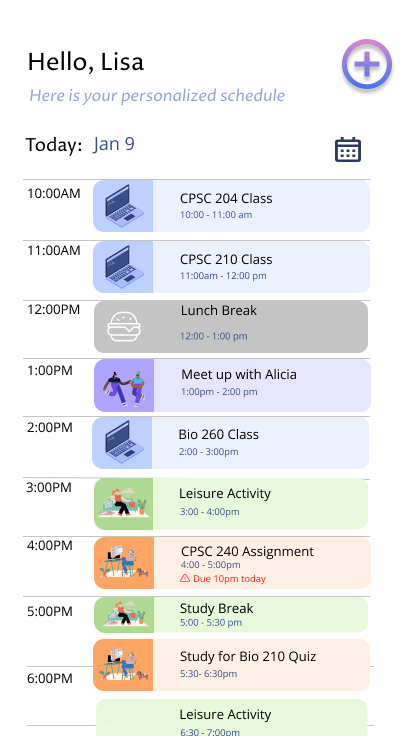 Hello, Lisa
Here is your personalized schedule
Today: Jan 9
10:00AM
CPSC 204 Class
10:00 - 11:00 am
11:00AM
CPSC 210 Class
11:00am - 12:00 pm
12:00PM
Lunch Break
12:00 - 1:00 pm
1:00PM
Meet up with Alicia
1:00pm - 2:00 pm
2:00PM
Bio 260 Class
2:00 - 3:00pm
3:00PM
Leisure Activity
3:00 - 4:00pm
4:00PM
CPSC 240 Assignment
4:00 - 5:00pm
Due 10pm today
5:00PM
Study Break
5:00 - 5:30 pm
Study for Bio 210 Quiz
5:30- 6:30pm
6:00PM
Leisure Activity
6:30 - 7:00pm